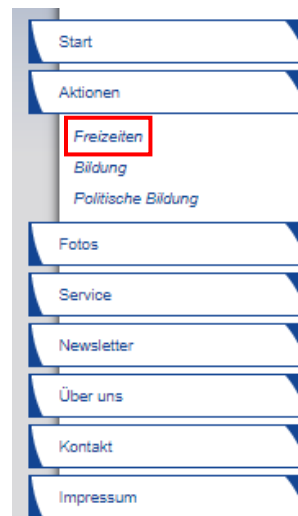 Start
Aktionen
Freizeiten
Bildung
Politische Bildung
Fotos
Service
Newsletter
Über uns
Kontakt
Impressum